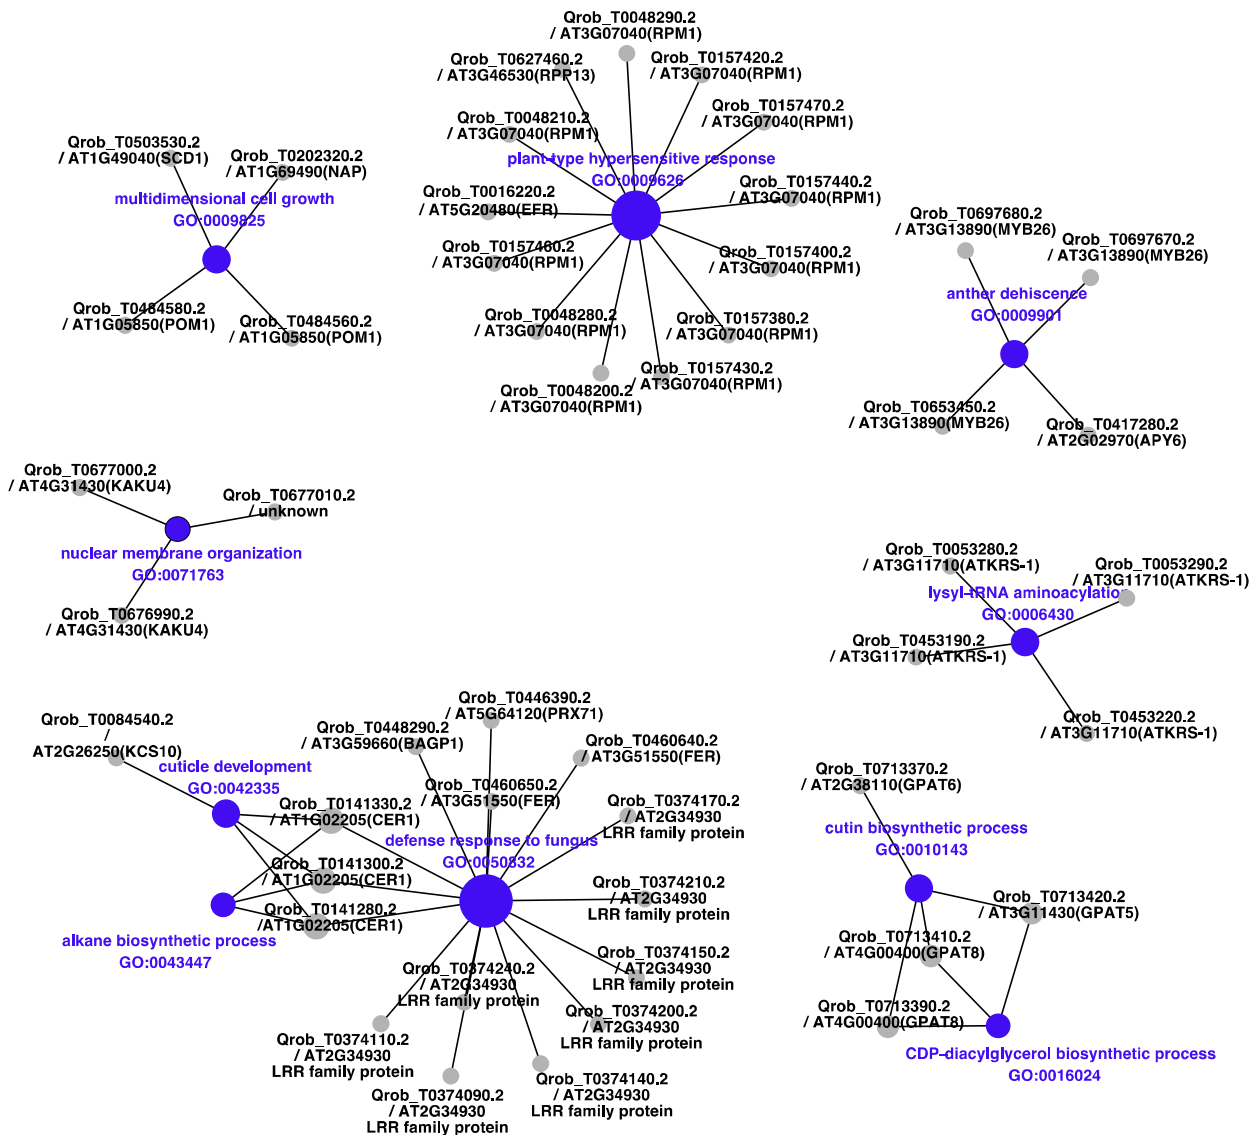 Qrob_T0048290.2
/ AT3G07040(RPM1)
Qrob_T0627460.2
/ AT3G46530(RPP13)
Qrob_T0157420.2
/ AT3G07040(RPM1)
Qrob_T0048210.2
/ AT3G07040(RPM1)
Qrob_T0157470.2
/ AT3G07040(RPM1)
plant-type hypersensitive response
GO:0009626
Qrob_T0016220.2
/ AT5G20480(EFR)
Qrob_T0157440.2
/ AT3G07040(RPM1)
Qrob_T0157460.2
/ AT3G07040(RPM1)
Qrob_T0157400.2
/ AT3G07040(RPM1)
Qrob_T0048280.2
/ AT3G07040(RPM1)
Qrob_T0157380.2
/ AT3G07040(RPM1)
Qrob_T0048200.2
/ AT3G07040(RPM1)
Qrob_T0157430.2
/ AT3G07040(RPM1)
Qrob_T0503530.2
/ AT1G49040(SCD1)
Qrob_T0202320.2
/ AT1G69490(NAP)
multidimensional cell growth
GO:0009825
Qrob_T0484580.2
/ AT1G05850(POM1)
Qrob_T0484560.2
/ AT1G05850(POM1)
Qrob_T0697680.2
/ AT3G13890(MYB26)
Qrob_T0697670.2
/ AT3G13890(MYB26)
anther dehiscence
GO:0009901
Qrob_T0653450.2
/ AT3G13890(MYB26)
Qrob_T0417280.2
/ AT2G02970(APY6)
Qrob_T0677000.2
/ AT4G31430(KAKU4)
Qrob_T0677010.2
/ unknown
nuclear membrane organization
GO:0071763
Qrob_T0676990.2
/ AT4G31430(KAKU4)
Qrob_T0053280.2
/ AT3G11710(ATKRS-1)
Qrob_T0053290.2
/ AT3G11710(ATKRS-1)
lysyl-tRNA aminoacylation
GO:0006430
Qrob_T0453190.2
/ AT3G11710(ATKRS-1)
Qrob_T0453220.2
/ AT3G11710(ATKRS-1)
Qrob_T0084540.2
/
AT2G26250(KCS10)
cuticle development
GO:0042335
Qrob_T0448290.2
/ AT3G59660(BAGP1)
Qrob_T0446390.2
/ AT5G64120(PRX71)
Qrob_T0460640.2
/ AT3G51550(FER)
Qrob_T0460650.2
/ AT3G51550(FER)
Qrob_T0141330.2
/ AT1G02205(CER1)
Qrob_T0374170.2
/ AT2G34930
LRR family protein
defense response to fungus
GO:0050832
Qrob_T0141300.2
/ AT1G02205(CER1)
Qrob_T0374210.2
/ AT2G34930
LRR family protein
Qrob_T0141280.2
/AT1G02205(CER1)
alkane biosynthetic process
GO:0043447
Qrob_T0374150.2
/ AT2G34930
LRR family protein
Qrob_T0374240.2
/ AT2G34930
LRR family protein
Qrob_T0374200.2
/ AT2G34930
LRR family protein
Qrob_T0374110.2
/ AT2G34930
LRR family protein
Qrob_T0374090.2
/ AT2G34930
LRR family protein
Qrob_T0374140.2
/ AT2G34930
LRR family protein
Qrob_T0713370.2
/ AT2G38110(GPAT6)
cutin biosynthetic process
GO:0010143
Qrob_T0713420.2
/ AT3G11430(GPAT5)
Qrob_T0713410.2
/ AT4G00400(GPAT8)
Qrob_T0713390.2
/ AT4G00400(GPAT8)
CDP-diacylglycerol biosynthetic process
GO:0016024